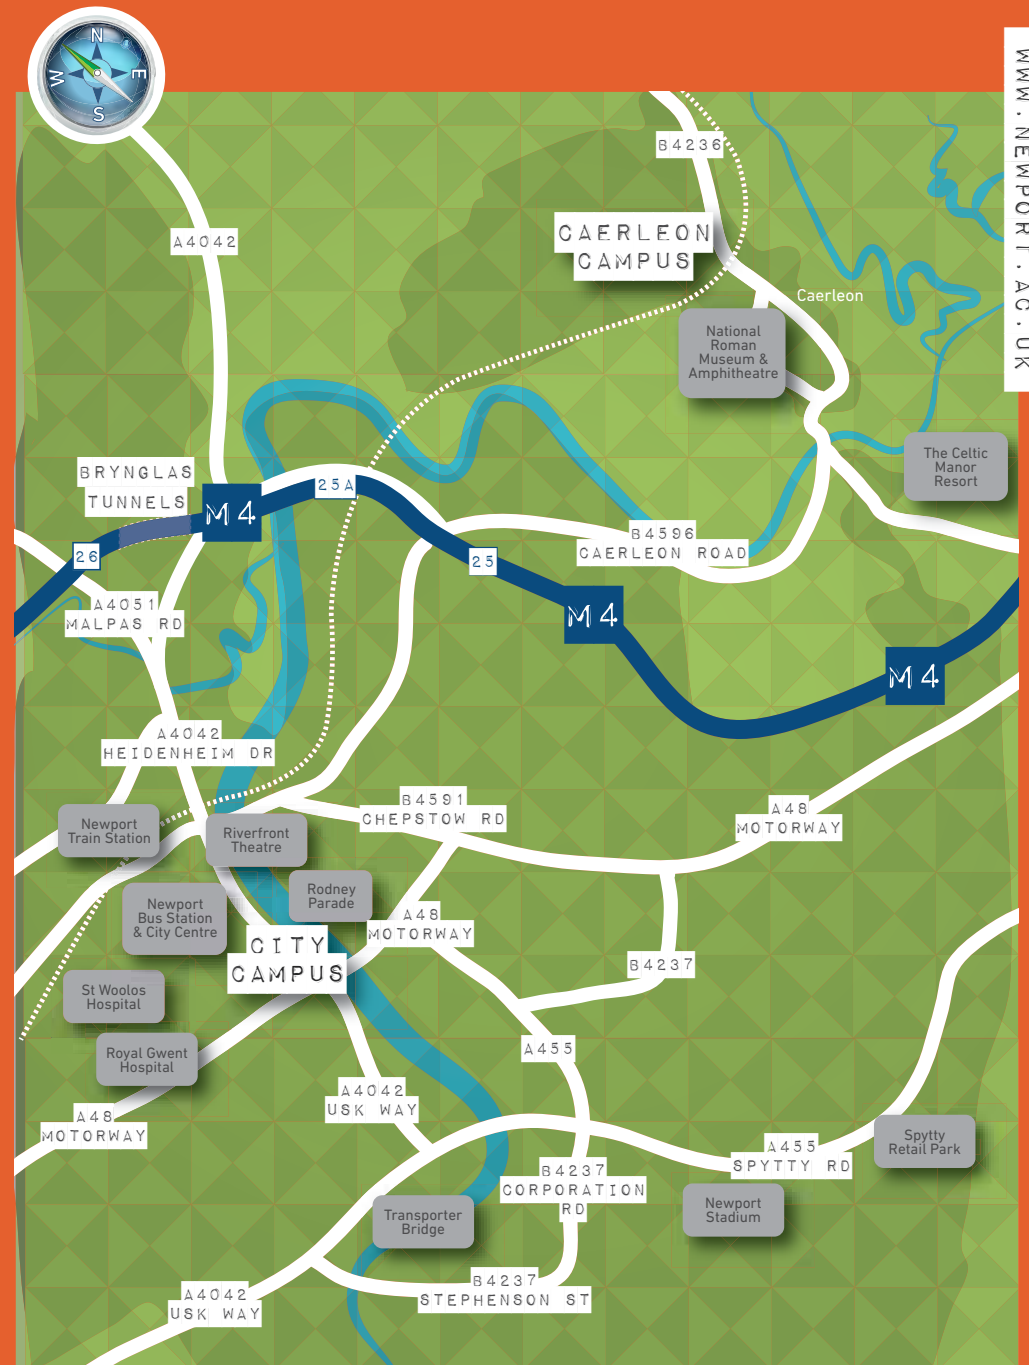 N
W
E
S
WWW.NEWPORT.AC.UK
B4236
A4042
CAERLEON
CAMPUS
Caerleon
National
Roman
Museum &
Amphitheatre
The Celtic
Manor
Resort
BRYNGLAS
TUNNELS
M4
25A
26
25
B4596
CAERLEON ROAD
A4051
MALPAS RD
M4
M4
A4042
HEIDENHEIM DR
B4591
CHEPSTOW RD
A48
MOTORWAY
Newport
Train Station
Riverfront
Theatre
Rodney
Parade
Newport
Bus Station
& City Centre
A48
MOTORWAY
CITY
CAMPUS
B4237
St Woolos
Hospital
Royal Gwent
Hospital
A455
A4042
USK WAY
A48
MOTORWAY
Spytty
Retail Park
A455
SPYTTY RD
B4237
CORPORATION
RD
Newport
Stadium
Transporter
Bridge
B4237
STEPHENSON ST
A4042
USK WAY